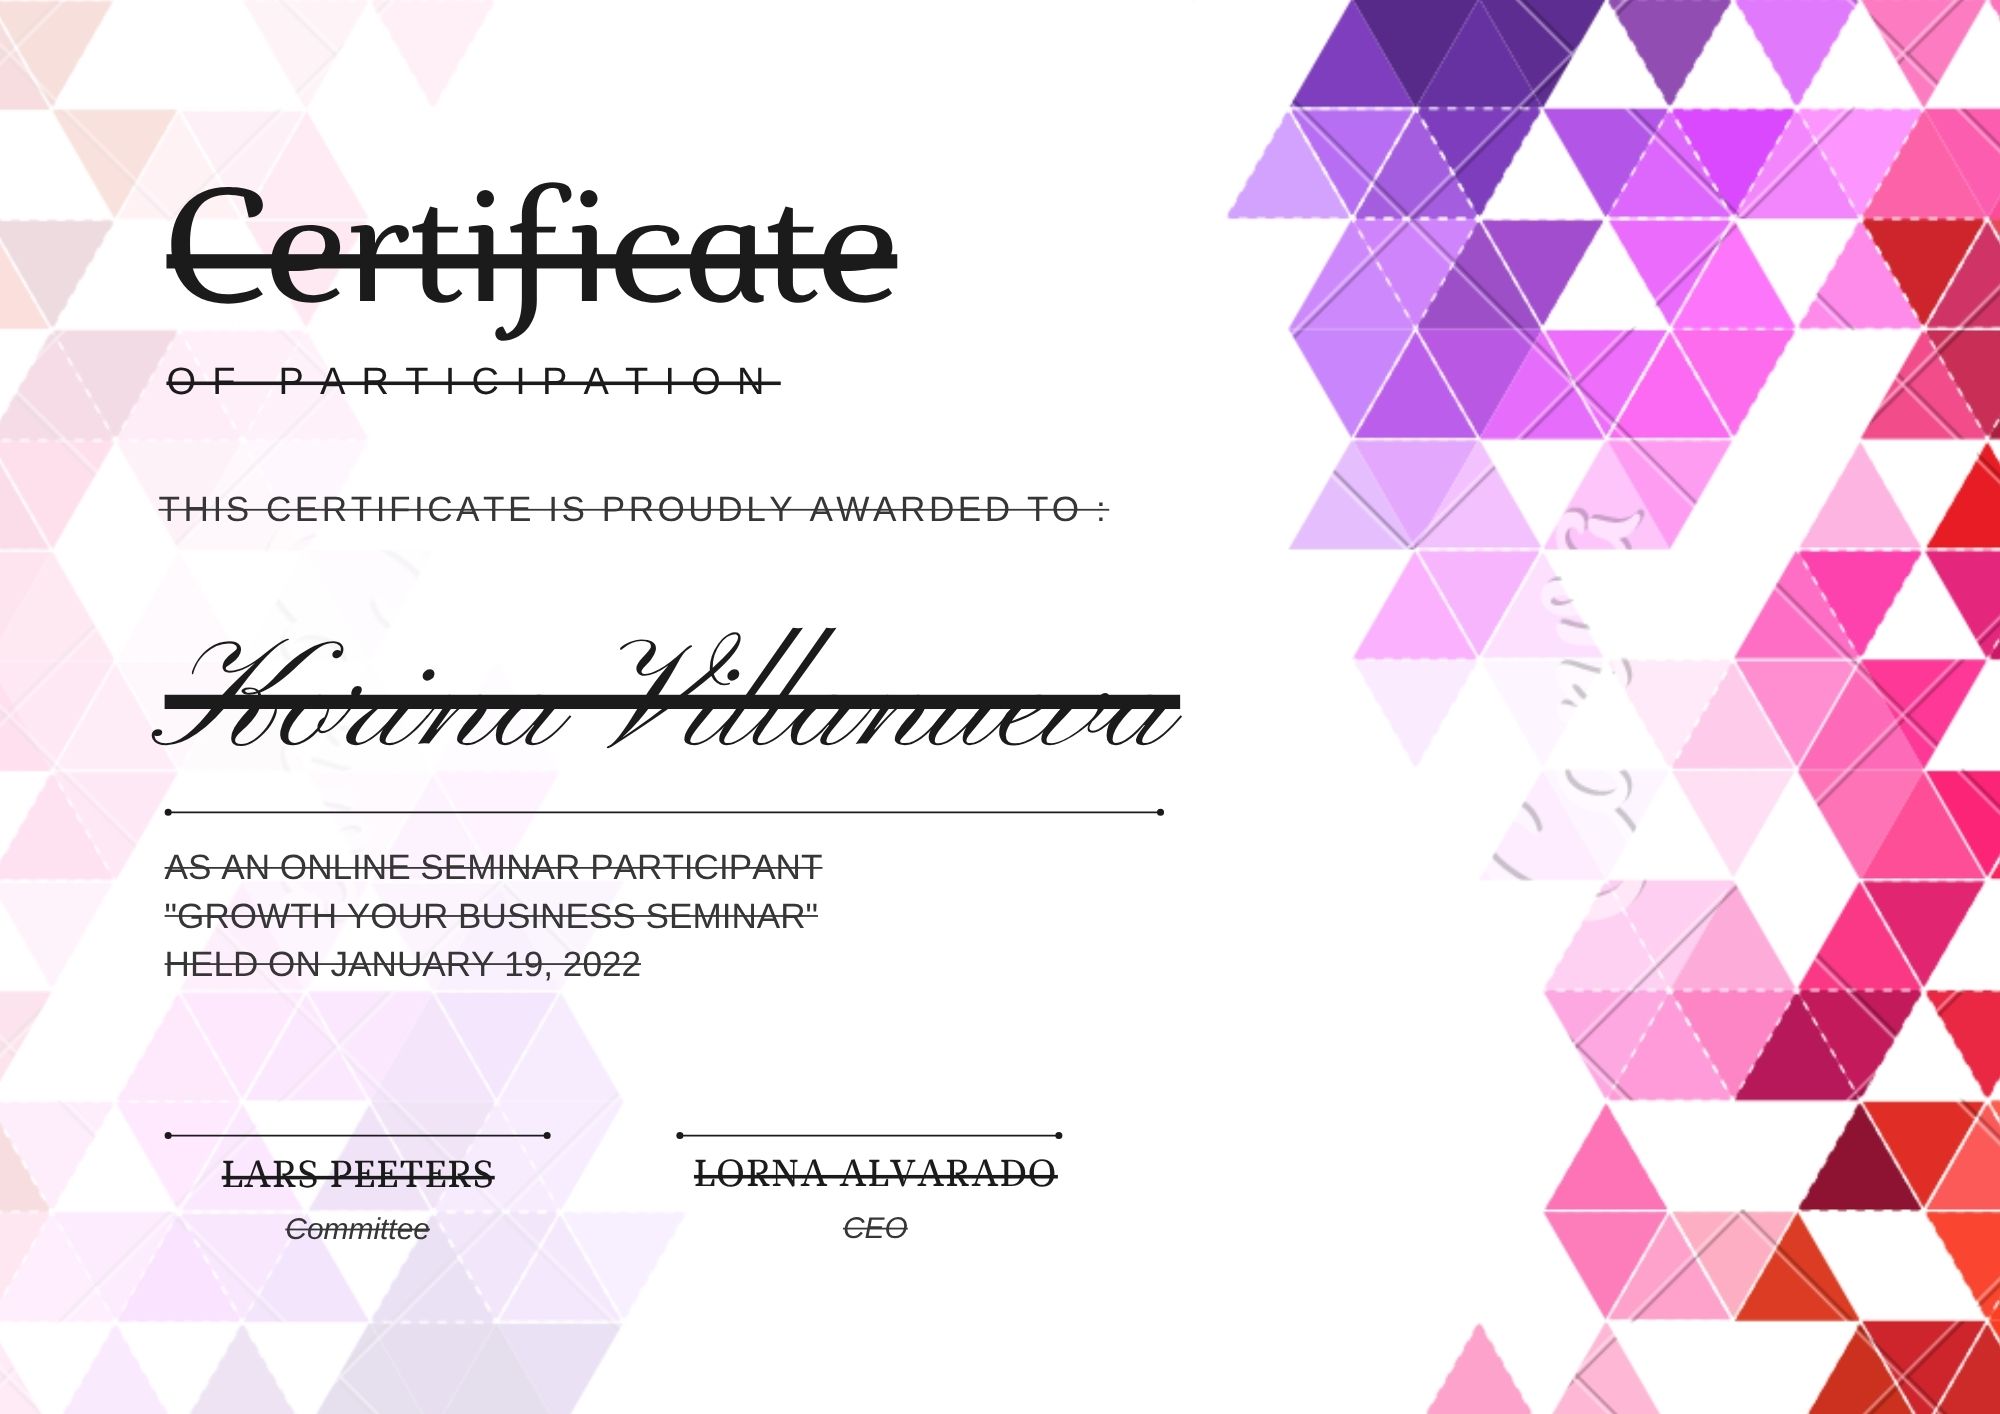 Certificate
OF PARTICIPATION
THIS CERTIFICATE IS PROUDLY AWARDED TO :
Korina Villanueva
AS AN ONLINE SEMINAR PARTICIPANT
"GROWTH YOUR BUSINESS SEMINAR"
HELD ON JANUARY 19, 2022
LARS PEETERS
LORNA ALVARADO
Committee
CEO